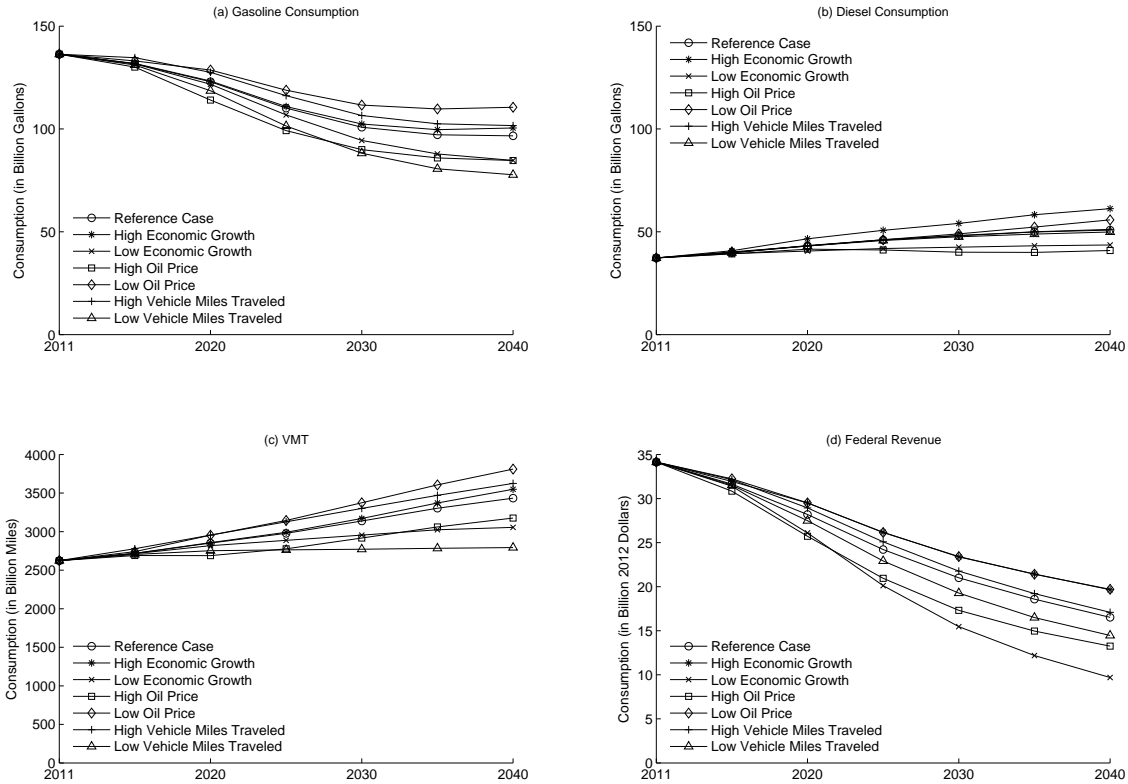 (a) Gasoline Consumption
150
100
50
0
Consumption (in Billion Gallons)
Reference Case
High Economic Growth
Low Economic Growth
High Oil Price
Low Oil Price
High Vehicle Miles Traveled
Low Vehicle Miles Traveled
2011
2020
2030
2040
(b) Diesel Consumption
150
100
50
0
Consumption (in Billion Gallons)
Reference Case
High Economic Growth
Low Economic Growth
High Oil Price
Low Oil Price
High Vehicle Miles Traveled
Low Vehicle Miles Traveled
2011
2020
2030
2040
(c) VMT
4000
3500
3000
2500
2000
1500
1000
500
0
Consumption (in Billion Miles)
Reference Case
High Economic Growth
Low Economic Growth
High Oil Price
Low Oil Price
High Vehicle Miles Traveled
Low Vehicle Miles Traveled
2011
2020
2030
2040
(d) Federal Revenue
35
30
25
20
15
10
5
0
Consumption (in Billion 2012 Dollars)
Reference Case
High Economic Growth
Low Economic Growth
High Oil Price
Low Oil Price
High Vehicle Miles Traveled
Low Vehicle Miles Traveled
2011
2020
2030
2040